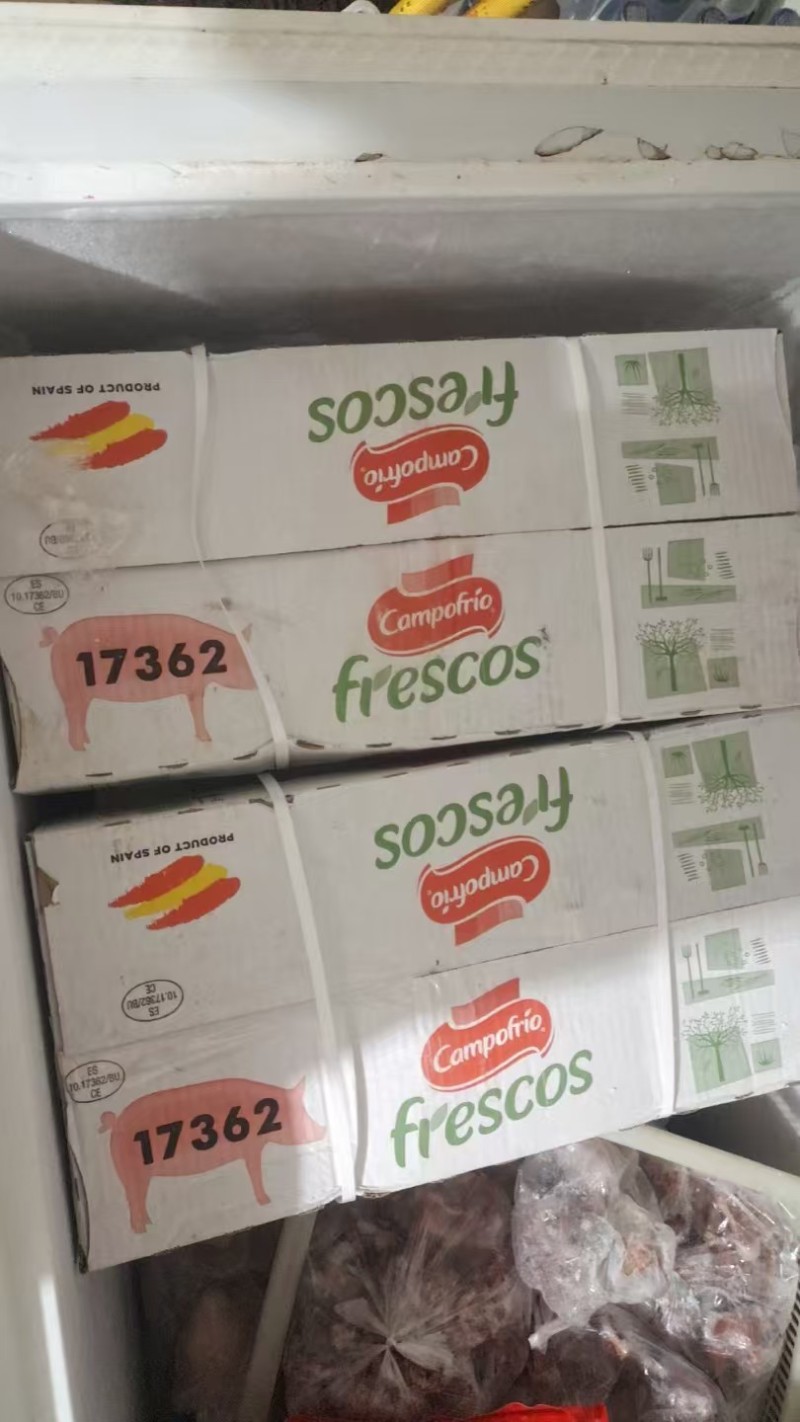 PRODUCT OF SPAIN
frescos
Campofrío
ES
ES
10.17362/BU
CE
17362
Campofrío
frescos
PRODUCT OF SPAIN
frescos
Campofrío
ES
10.17362/BU
CE
ES
10.17362/BU
CE
17362
Campofrío
frescos